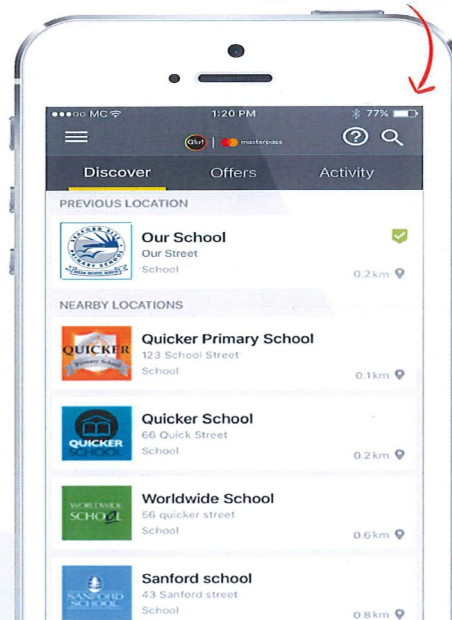 ●●●○○ MC 1:20 PM 77%
Qkr! | masterpass
Discover Offers Activity
PREVIOUS LOCATION
Our School
Our Street
School
0.2 km
NEARBY LOCATIONS
QUICKER
Primary School
Quicker Primary School
123 School Street
School
0.1km
QUICKER
SCHOOL
Quicker School
66 Quick Street
School
0.2 km
WORLDWIDE
SCHOOL
Worldwide School
56 quicker street
School
0.6 km
SANFORD
SCHOOL
Sanford school
43 Sanford street
School
0.8 km